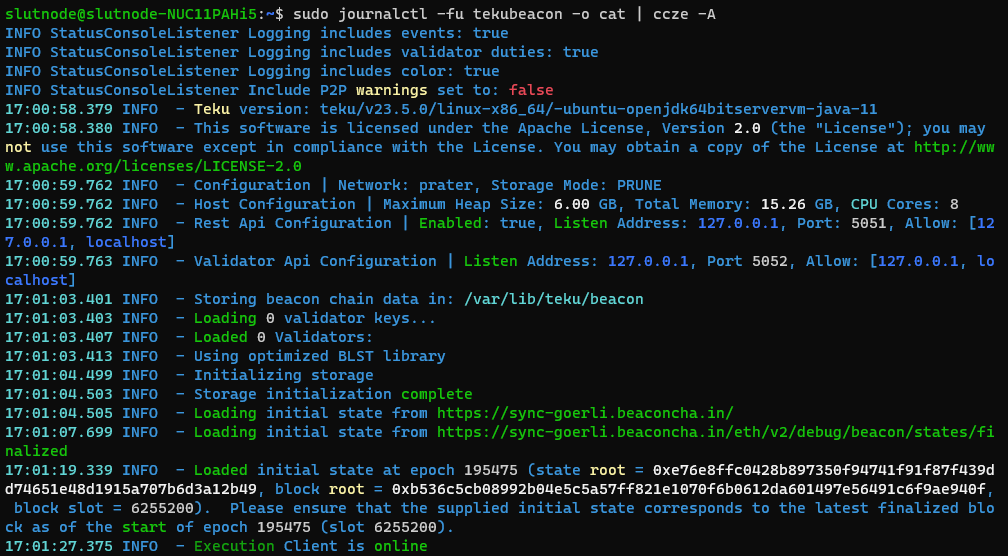 slutnode@slutnode-NUC11PAHi5:~$ sudo journalctl -fu tekubeacon -o cat | ccze -A
INFO StatusConsoleListener Logging includes events: true
INFO StatusConsoleListener Logging includes validator duties: true
INFO StatusConsoleListener Logging includes color: true
INFO StatusConsoleListener Include P2P warnings set to: false
17:00:58.379 INFO  - Teku version: teku/v23.5.0/linux-x86_64/-ubuntu-openjdk64bitservervm-java-11
17:00:58.380 INFO  - This software is licensed under the Apache License, Version 2.0 (the "License"); you may
not use this software except in compliance with the License. You may obtain a copy of the License at http://ww
w.apache.org/licenses/LICENSE-2.0
17:00:59.762 INFO  - Configuration | Network: prater, Storage Mode: PRUNE
17:00:59.762 INFO  - Host Configuration | Maximum Heap Size: 6.00 GB, Total Memory: 15.26 GB, CPU Cores: 8
17:00:59.762 INFO  - Rest Api Configuration | Enabled: true, Listen Address: 127.0.0.1, Port: 5051, Allow: [12
7.0.0.1, localhost]
17:00:59.763 INFO  - Validator Api Configuration | Listen Address: 127.0.0.1, Port 5052, Allow: [127.0.0.1, lo
calhost]
17:01:03.401 INFO  - Storing beacon chain data in: /var/lib/teku/beacon
17:01:03.403 INFO  - Loading 0 validator keys...
17:01:03.407 INFO  - Loaded 0 Validators:
17:01:03.413 INFO  - Using optimized BLST library
17:01:04.499 INFO  - Initializing storage
17:01:04.503 INFO  - Storage initialization complete
17:01:04.505 INFO  - Loading initial state from https://sync-goerli.beaconcha.in/
17:01:07.699 INFO  - Loading initial state from https://sync-goerli.beaconcha.in/eth/v2/debug/beacon/states/fi
nalized
17:01:19.339 INFO  - Loaded initial state at epoch 195475 (state root = 0xe76e8ffc0428b897350f94741f91f87f439d
d74651e48d1915a707b6d3a12b49, block root = 0xb536c5cb08992b04e5c5a57ff821e1070f6b0612da601497e56491c6f9ae940f,
 block slot = 6255200).  Please ensure that the supplied initial state corresponds to the latest finalized blo
ck as of the start of epoch 195475 (slot 6255200).
17:01:27.375 INFO  - Execution Client is online